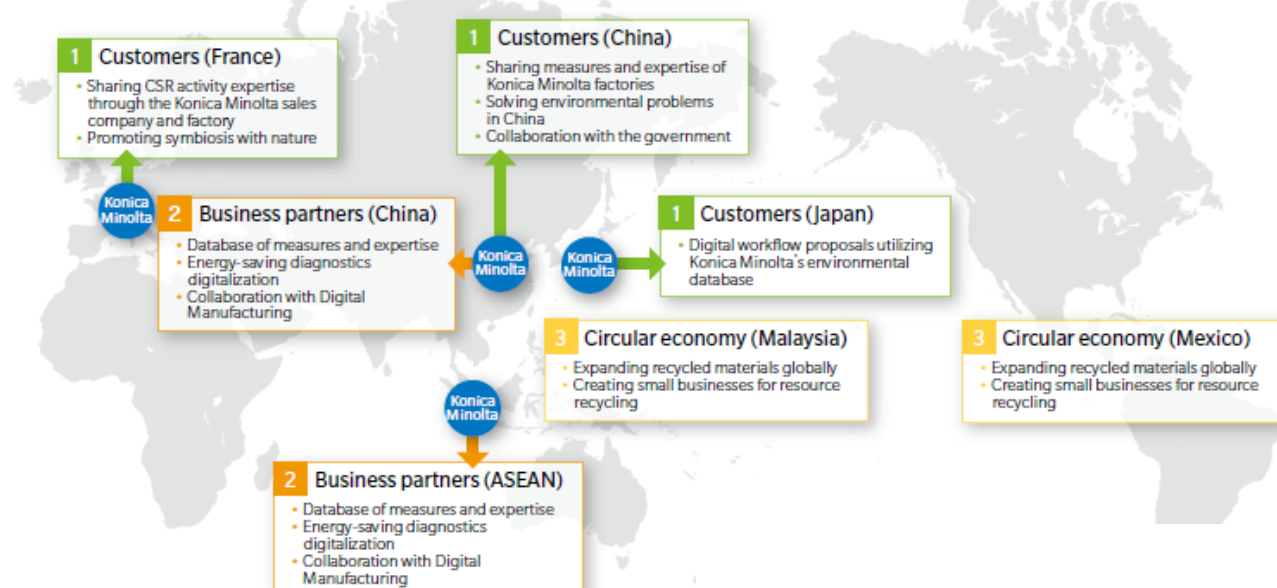 1 Customers (France)
• Sharing CSR activity expertise
through the Konica Minolta sales
company and factory
• Promoting symbiosis with nature
1 Customers (China)
• Sharing measures and expertise of
Konica Minolta factories
• Solving environmental problems
in China
• Collaboration with the government
Konica
Minolta
2 Business partners (China)
• Database of measures and expertise
• Energy-saving diagnostics
digitalization
• Collaboration with Digital
Manufacturing
Konica
Minolta
Konica
Minolta
1 Customers (Japan)
• Digital workflow proposals utilizing
Konica Minolta's environmental
database
3 Circular economy (Malaysia)
• Expanding recycled materials globally
• Creating small businesses for resource
recycling
3 Circular economy (Mexico)
• Expanding recycled materials globally
• Creating small businesses for resource
recycling
Konica
Minolta
2 Business partners (ASEAN)
• Database of measures and expertise
• Energy-saving diagnostics
digitalization
• Collaboration with Digital
Manufacturing